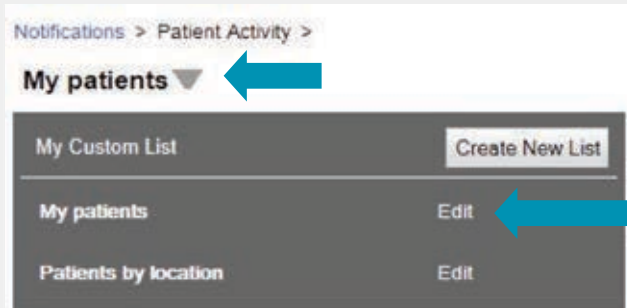 Notifications > Patient Activity >
My patients
My Custom List Create New List
My patients Edit
Patients by location Edit